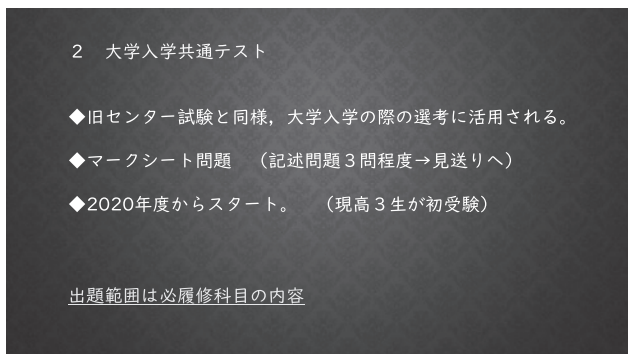 ２　大学入学共通テスト
◆旧センター試験と同様，大学入学の際の選考に活用される。
◆マークシート問題　（記述問題３問程度→見送りへ）
◆2020年度からスタート。　（現高３生が初受験）
出題範囲は必履修科目の内容